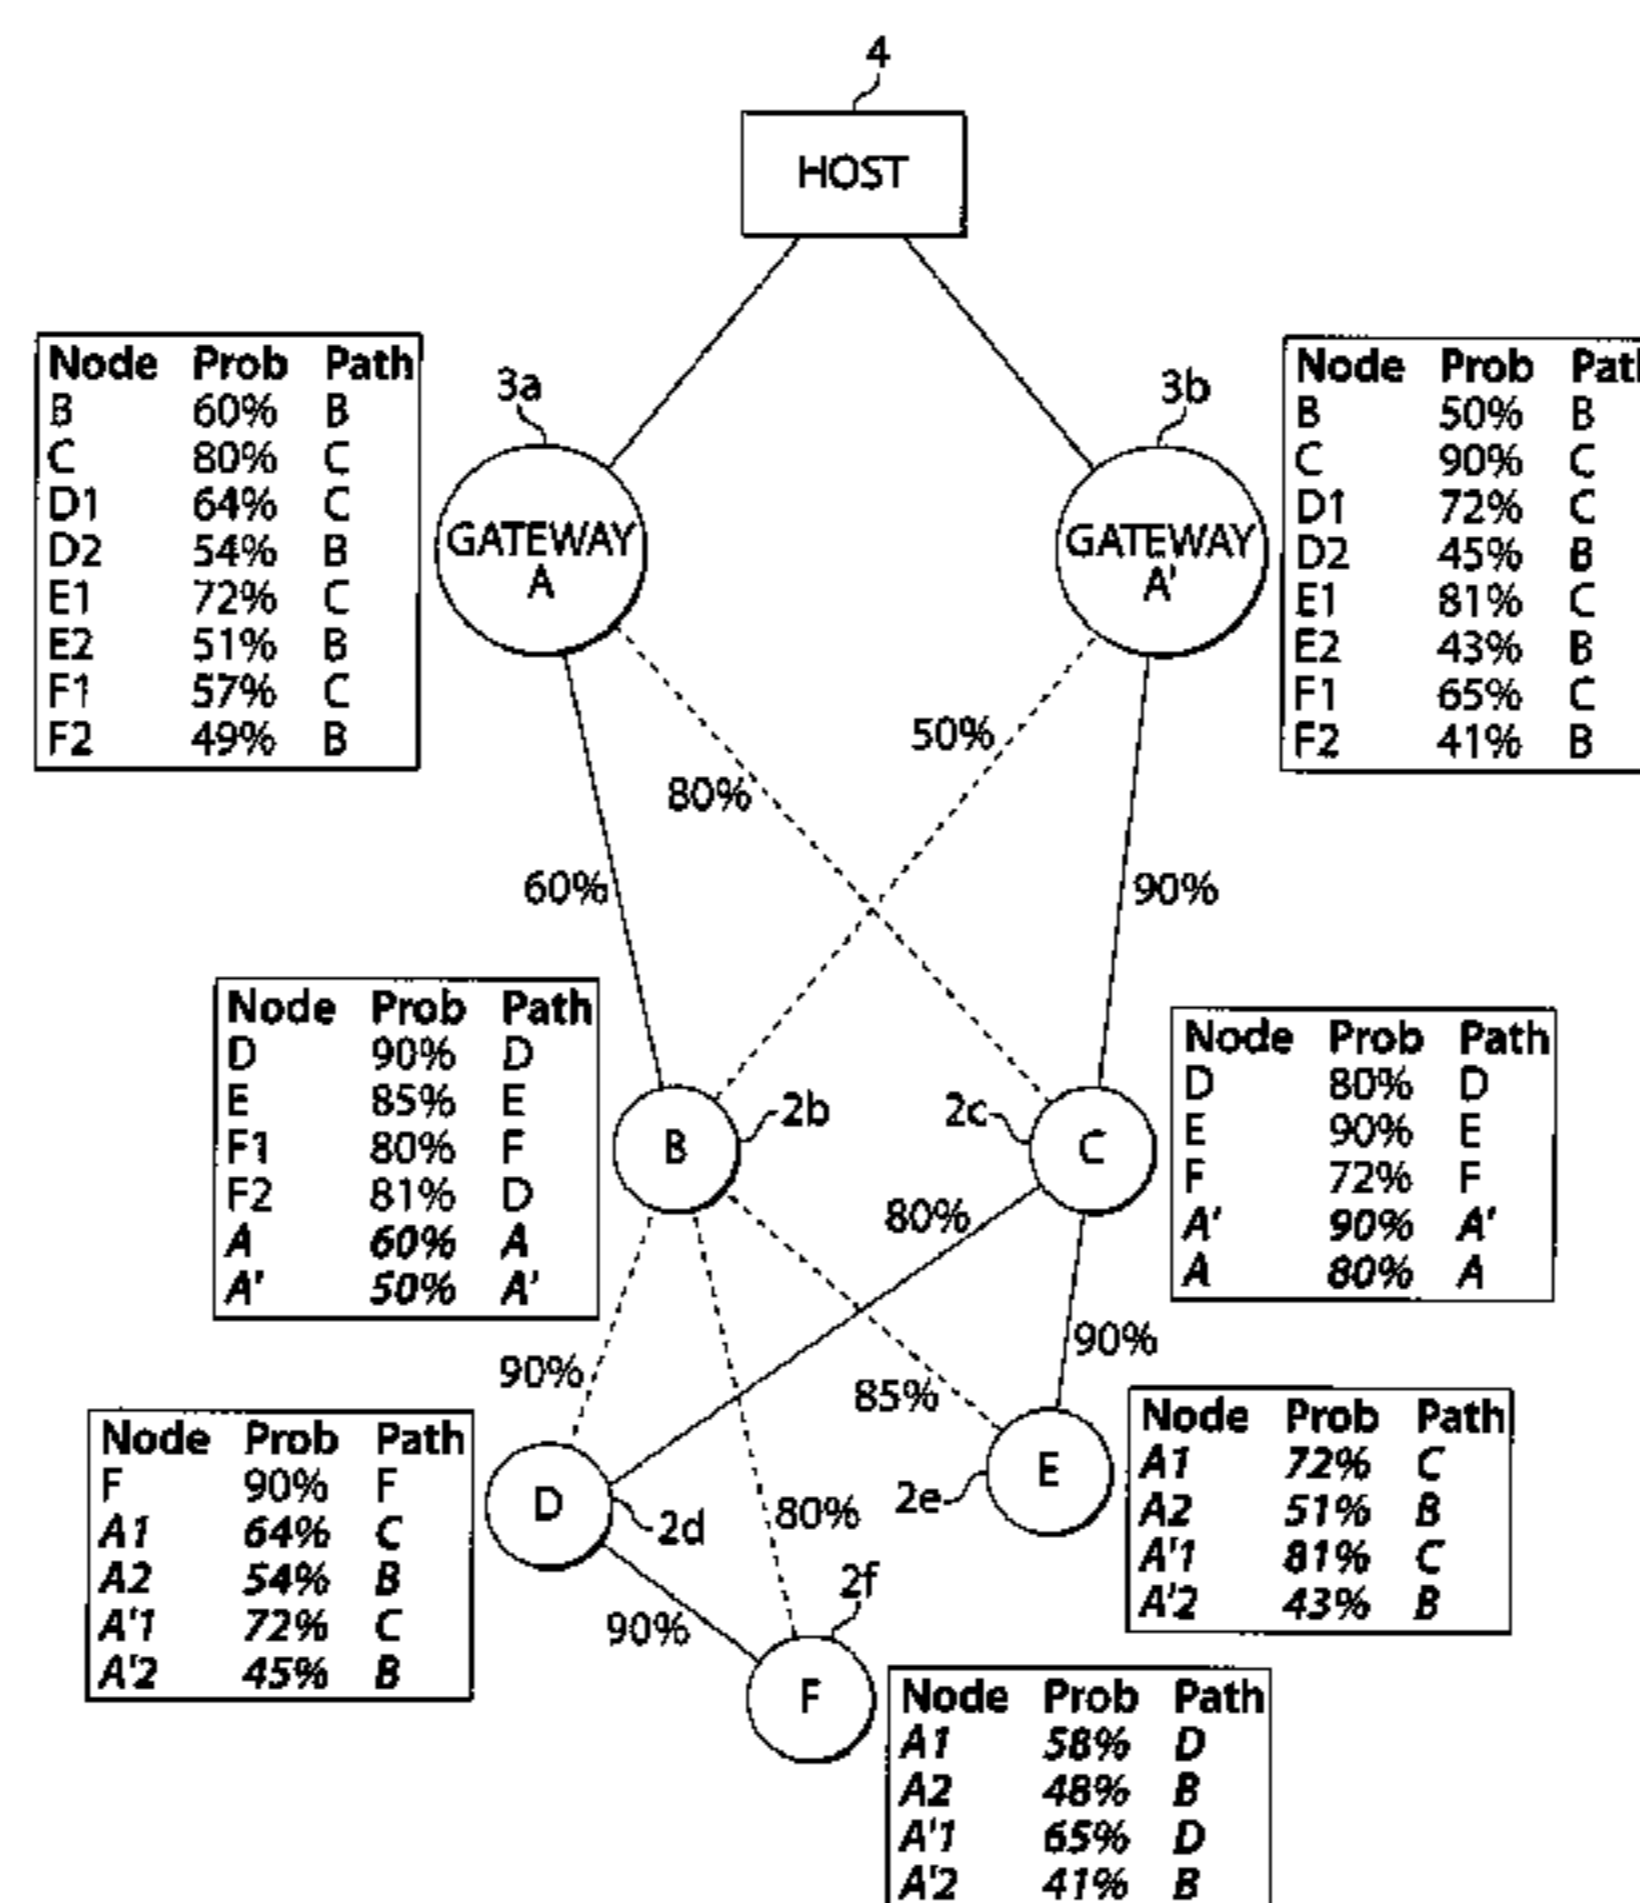 4
HOST
Node Prob Path
B 60% B
C 80% C
D1 64% C
D2 54% B
E1 72% C
E2 51% B
F1 57% C
F2 49% B
3a
GATEWAY
A
3b
GATEWAY
A'
Node Prob Pat
B 50% B
C 90% C
D1 72% C
D2 45% B
E1 81% C
E2 43% B
F1 65% C
F2 41% B
50%
80%
60%
90%
Node Prob Path
D 90% D
E 85% E
F1 80% F
F2 81% D
A 60% A
A' 50% A'
B
2b
2c
C
Node Prob Path
D 80% D
E 90% E
F 72% F
A' 90% A'
A 80% A
80%
90%
90%
85%
Node Prob Path
F 90% F
A1 64% C
A2 54% B
A'1 72% C
A'2 45% B
D
2d
80%
2e
E
Node Prob Path
A1 72% C
A2 51% B
A'1 81% C
A'2 43% B
90%
2f
F
Node Prob Path
A1 58% D
A2 48% B
A'1 65% D
A'2 41% B